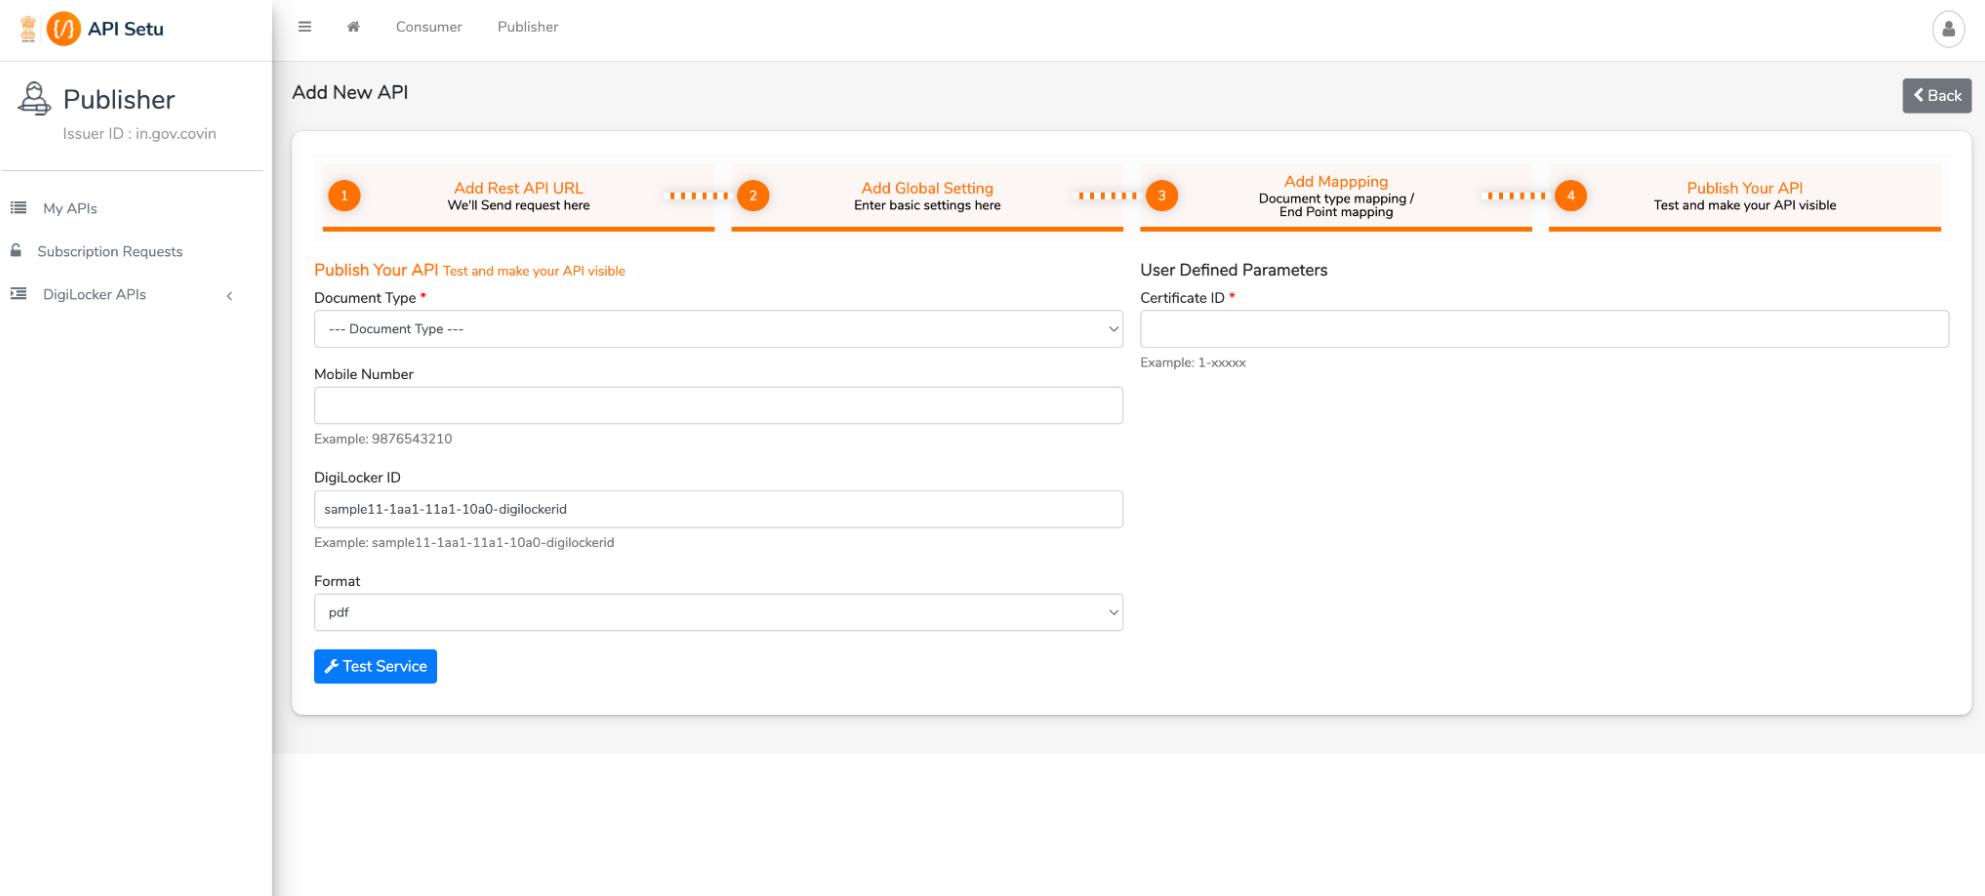 API Setu
Consumer
Publisher
Publisher
Issuer ID : in.gov.covin
My APIs
Subscription Requests
DigiLocker APIs
Add New API
Back
1
Add Rest API URL
We'll Send request here
2
Add Global Setting
Enter basic settings here
3
Add Mappping
Document type mapping /
End Point mapping
4
Publish Your API
Test and make your API visible
Publish Your API Test and make your API visible
Document Type *
--- Document Type ---
Mobile Number
Example: 9876543210
DigiLocker ID
sample11-1aa1-11a1-10a0-digilockerid
Example: sample11-1aa1-11a1-10a0-digilockerid
Format
pdf
Test Service
User Defined Parameters
Certificate ID *
Example: 1-xxxxx